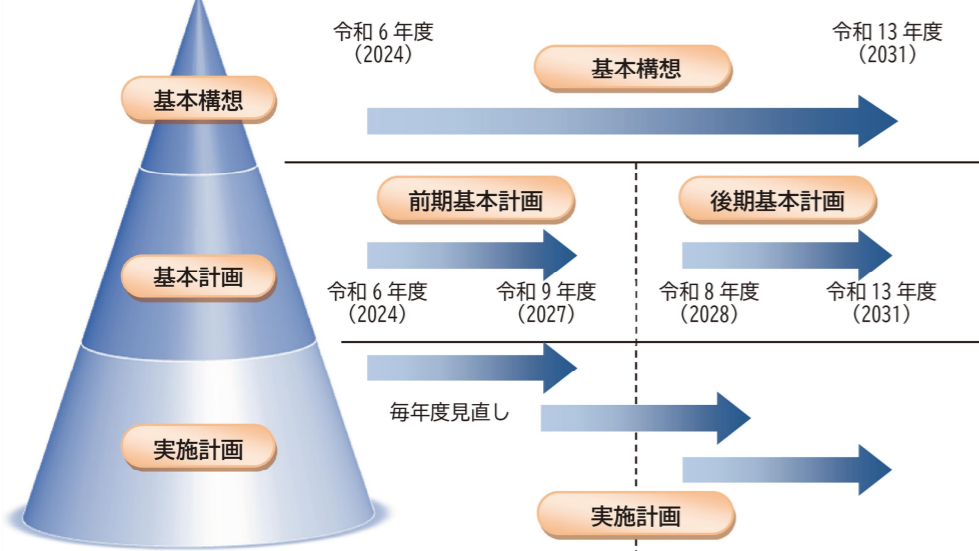 基本構想
基本計画
実施計画
令和 6 年度
（2024）
令和 13 年度
（2031）
基本構想
前期基本計画
後期基本計画
令和 6 年度
（2024）
令和 9 年度
（2027）
令和 8 年度
（2028）
令和 13 年度
（2031）
毎年度見直し
実施計画